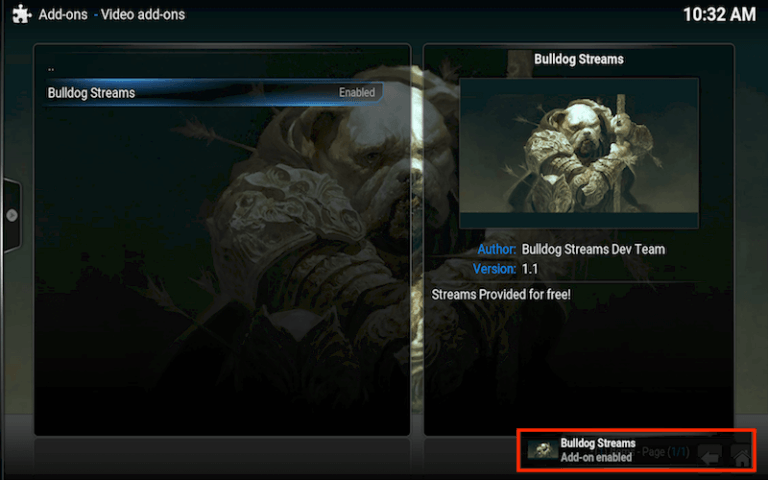 Add-ons - Video add-ons
10:32 AM
..
Bulldog Streams Enabled
Bulldog Streams
Author: Bulldog Streams Dev Team
Version: 1.1
Streams Provided for free!
Bulldog Streams
Add-on enabled
- Page (1/1)